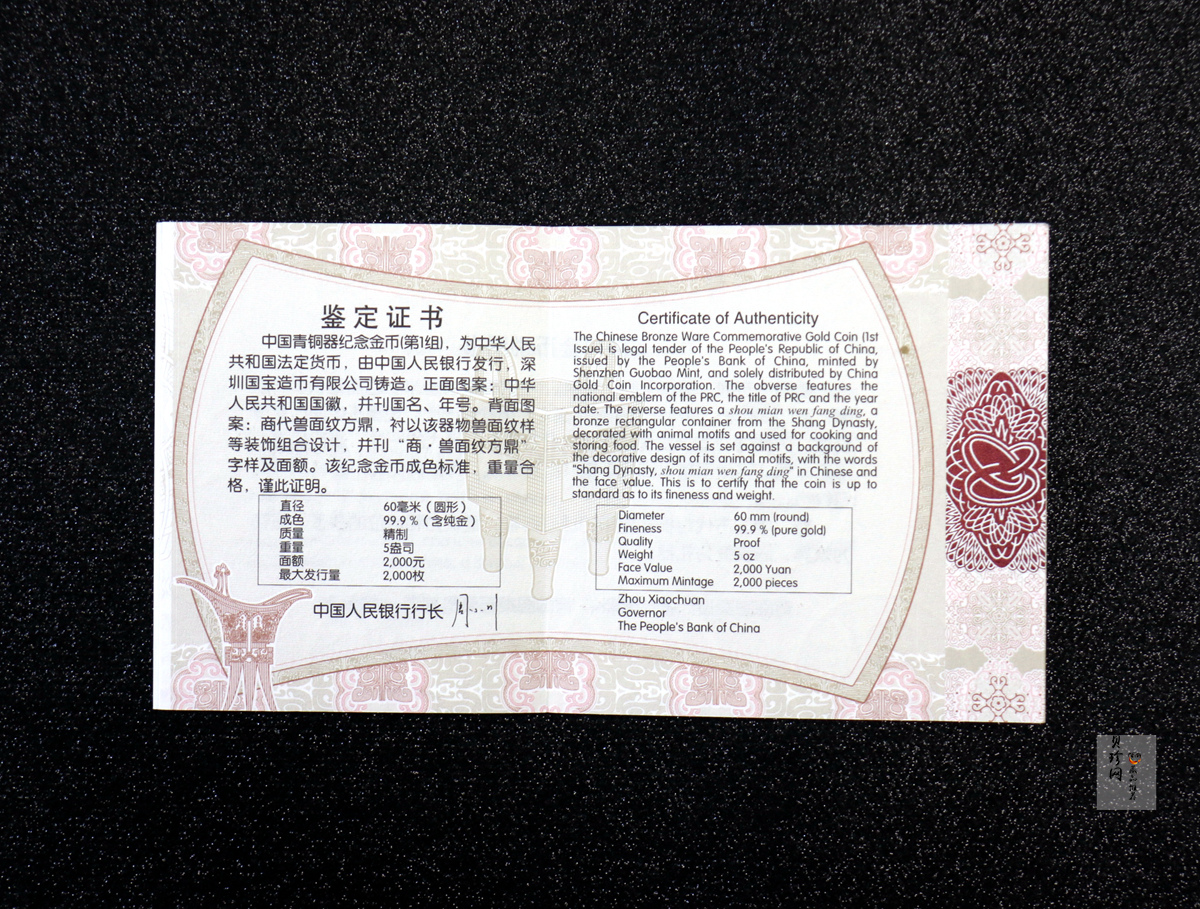 鉴定证书
中国青铜器纪念金币(第1组)，为中华人民
共和国法定货币，由中国人民银行发行，深
圳国宝造币有限公司铸造。正面图案：中华
人民共和国国徽，并刊国名、年号。背面图
案：商代兽面纹方鼎，衬以该器物兽面纹样
等装饰组合设计，并刊“商·兽面纹方鼎”
字样及面额。该纪念金币成色标准，重量合
格，谨此证明。
直径 60毫米（圆形）
成色 99.9％（含纯金）
质量 精制
重量 5盎司
面额 2,000元
最大发行量 2,000枚
中国人民银行行长
Certificate of Authenticity
The Chinese Bronze Ware Commemorative Gold Coin (1st
Issue) is legal tender of the People's Republic of China,
issued by the People's Bank of China, minted by
Shenzhen Guobao Mint, and solely distributed by China
Gold Coin Incorporation. The obverse features the
national emblem of the PRC, the title of PRC and the year
date. The reverse features a shou mian wen fang ding, a
bronze rectangular container from the Shang Dynasty,
decorated with animal motifs and used for cooking and
storing food. The vessel is set against a background of
the decorative design of its animal motifs, with the words
"Shang Dynasty, shou mian wen fang ding" in Chinese and
the face value. This is to certify that the coin is up to
standard as to its fineness and weight.
Diameter 60 mm (round)
Fineness 99.9 % (pure gold)
Quality Proof
Weight 5 oz
Face Value 2,000 Yuan
Maximum Mintage 2,000 pieces
Zhou Xiaochuan
Governor
The People's Bank of China